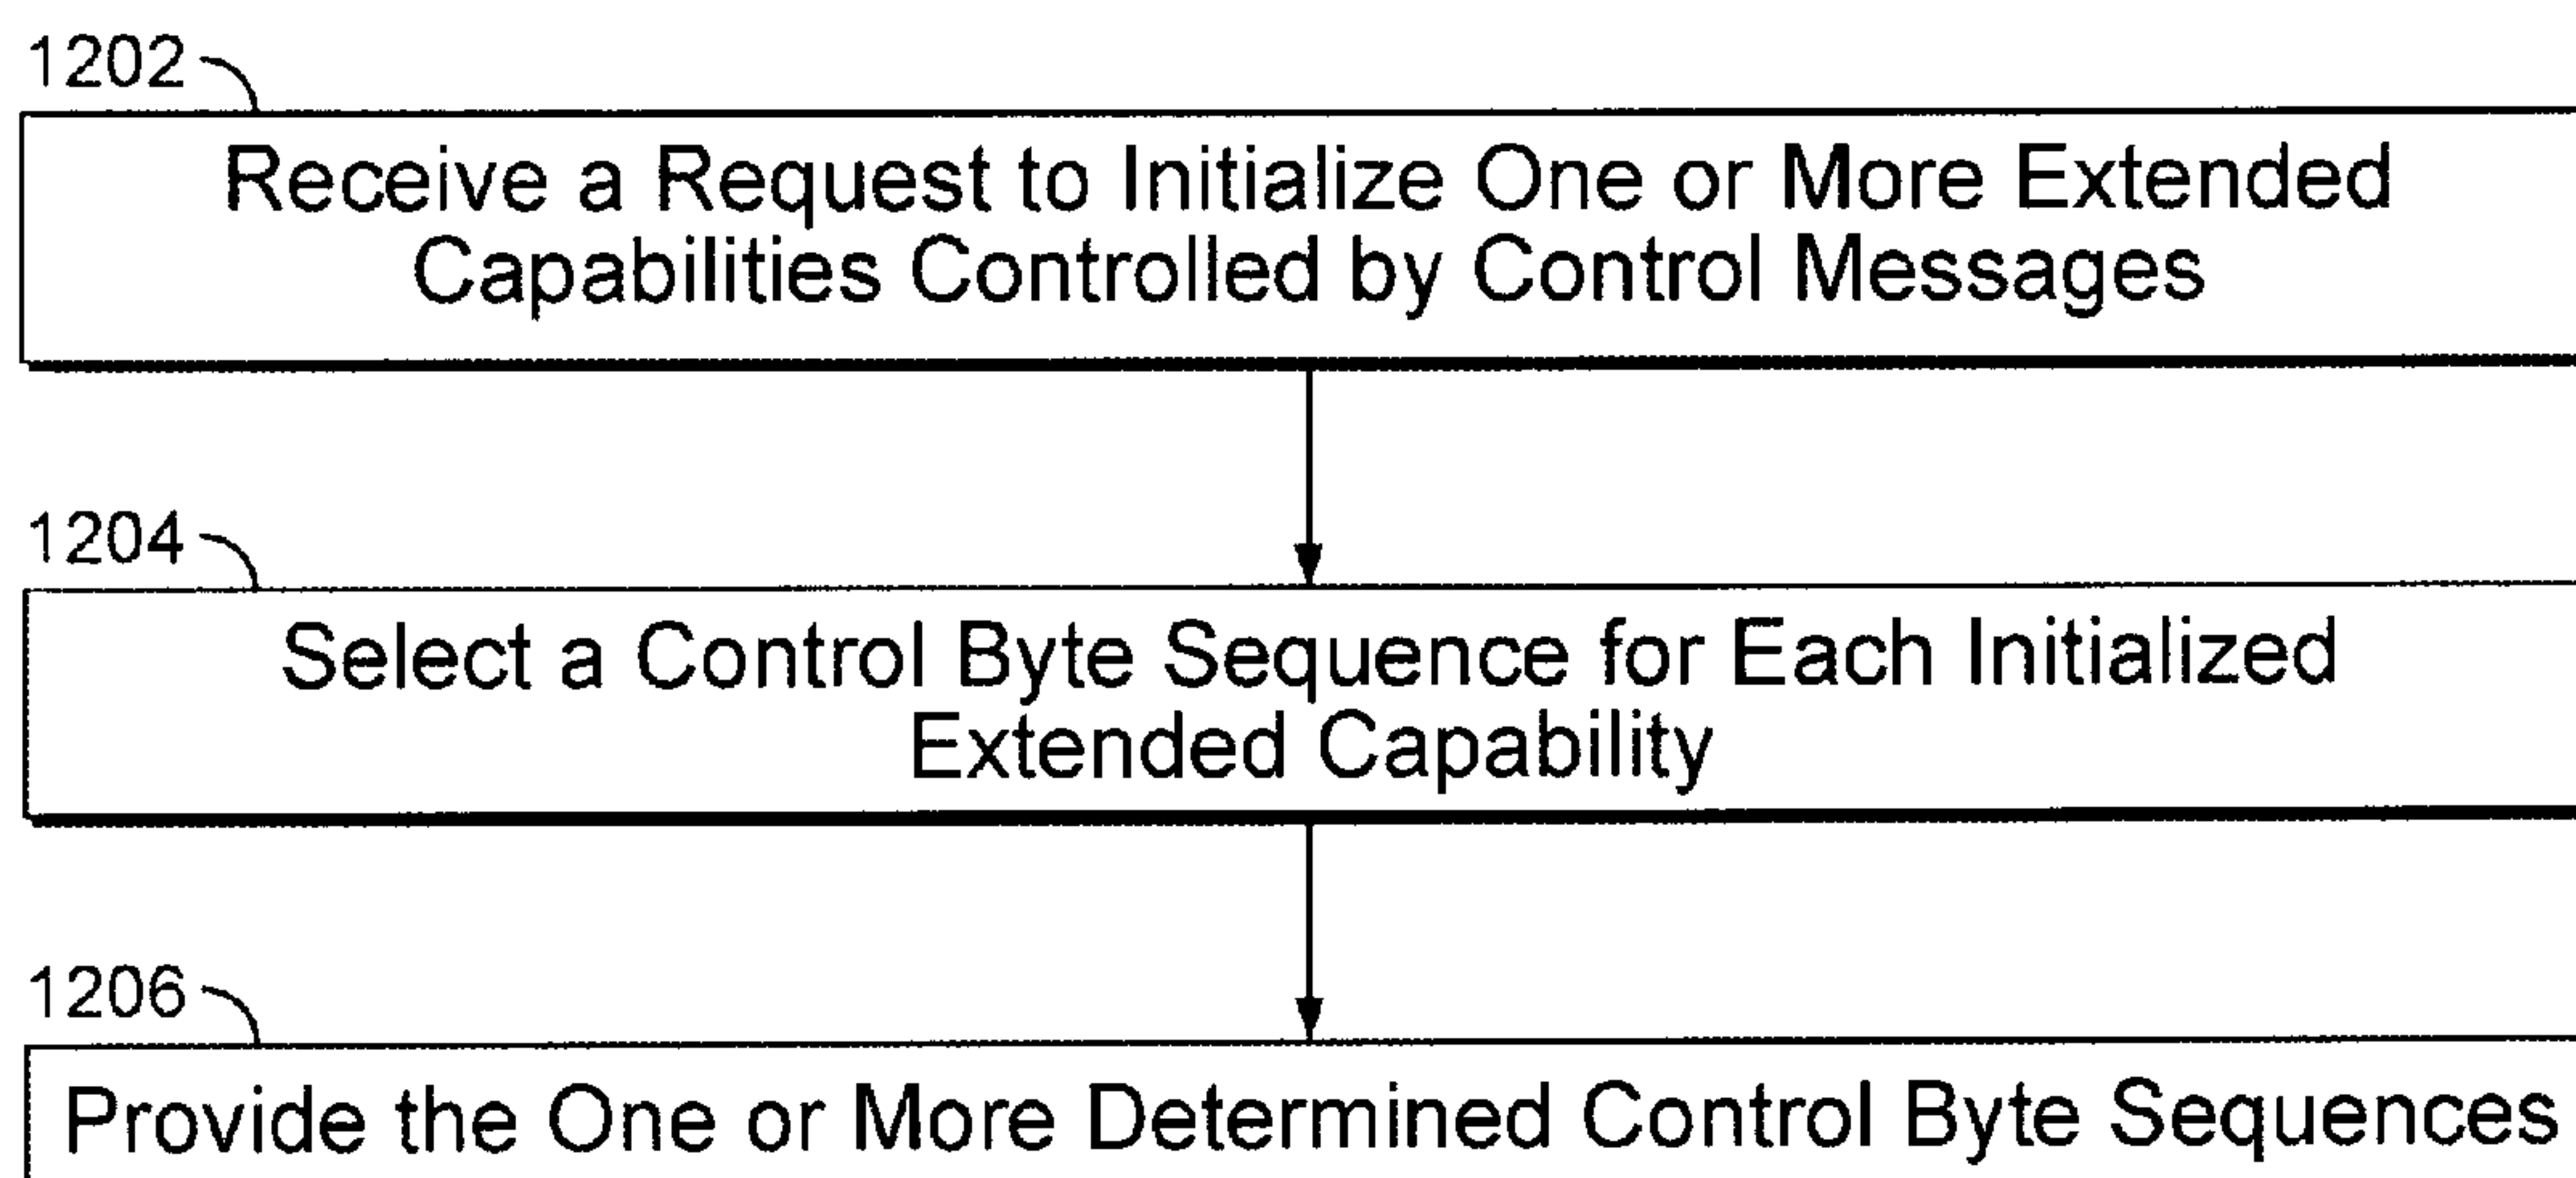 1202
Receive a Request to Initialize One or More Extended
Capabilities Controlled by Control Messages
1204
Select a Control Byte Sequence for Each Initialized
Extended Capability
1206
Provide the One or More Determined Control Byte Sequences